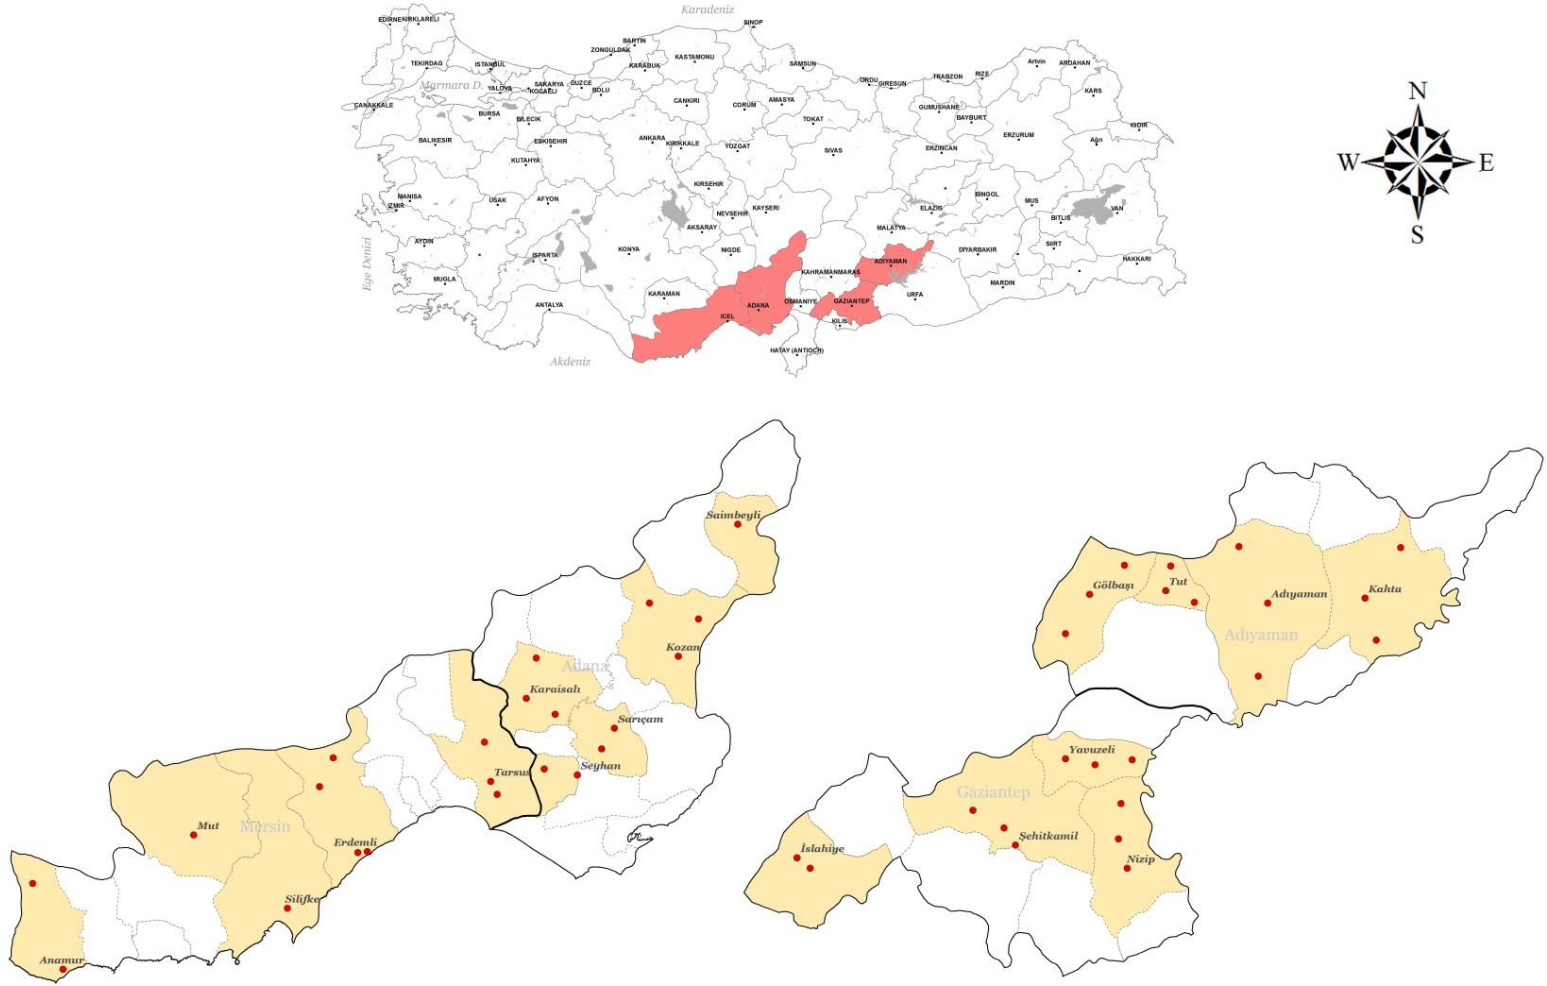 Karadeniz
SINOP
EDIRNE KIRKLARELI
BARTIN
ZONGULDAK
KASTAMONU
TEKIRDAG
ISTANBUL
KARABUK
SAMSUN
Artvin
ARDAHAN
RIZE
TRABZON
ORDU
GIRESUN
Marmara D.
YALOVA
SAKARYA
KOCAELI
DUZCE
BOLU
KARS
CANAKKALE
CANKIRI
CORUM
AMASYA
GUMUSHANE
BURSA
BILECIK
TOKAT
BAYBURT
IGDIR
BALIKESIR
ESKISEHIR
ANKARA
KIRIKKALE
YOZGAT
SIVAS
ERZINCAN
ERZURUM
Ağrı
KUTAHYA
KIRSEHIR
MANISA
IZMIR
USAK
AFYON
NEVSEHIR
KAYSERI
ELAZIG
BINGOL
MUS
BITLIS
VAN
AKSARAY
MALATYA
Ege Denizi
AYDIN
ISPARTA
KONYA
NIGDE
DIYARBAKIR
SIIRT
HAKKARI
ADIYAMAN
KAHRAMANMARAS
MUGLA
KARAMAN
MARDIN
URFA
ANTALYA
ICEL
ADANA
OSMANIYE
GAZIANTEP
KILIS
HATAY (ANTIOCH)
Akdeniz
N
W
E
S
Saimbeyli
Kozan
Adana
Karaisalı
Sarıçam
Seyhan
Tarsus
Mut
Mersin
Erdemli
Silifke
Anamur
Gölbaşı
Tut
Adıyaman
Kahta
Adıyaman
Yavuzeli
Gaziantep
Şehitkamil
İslahiye
Nizip